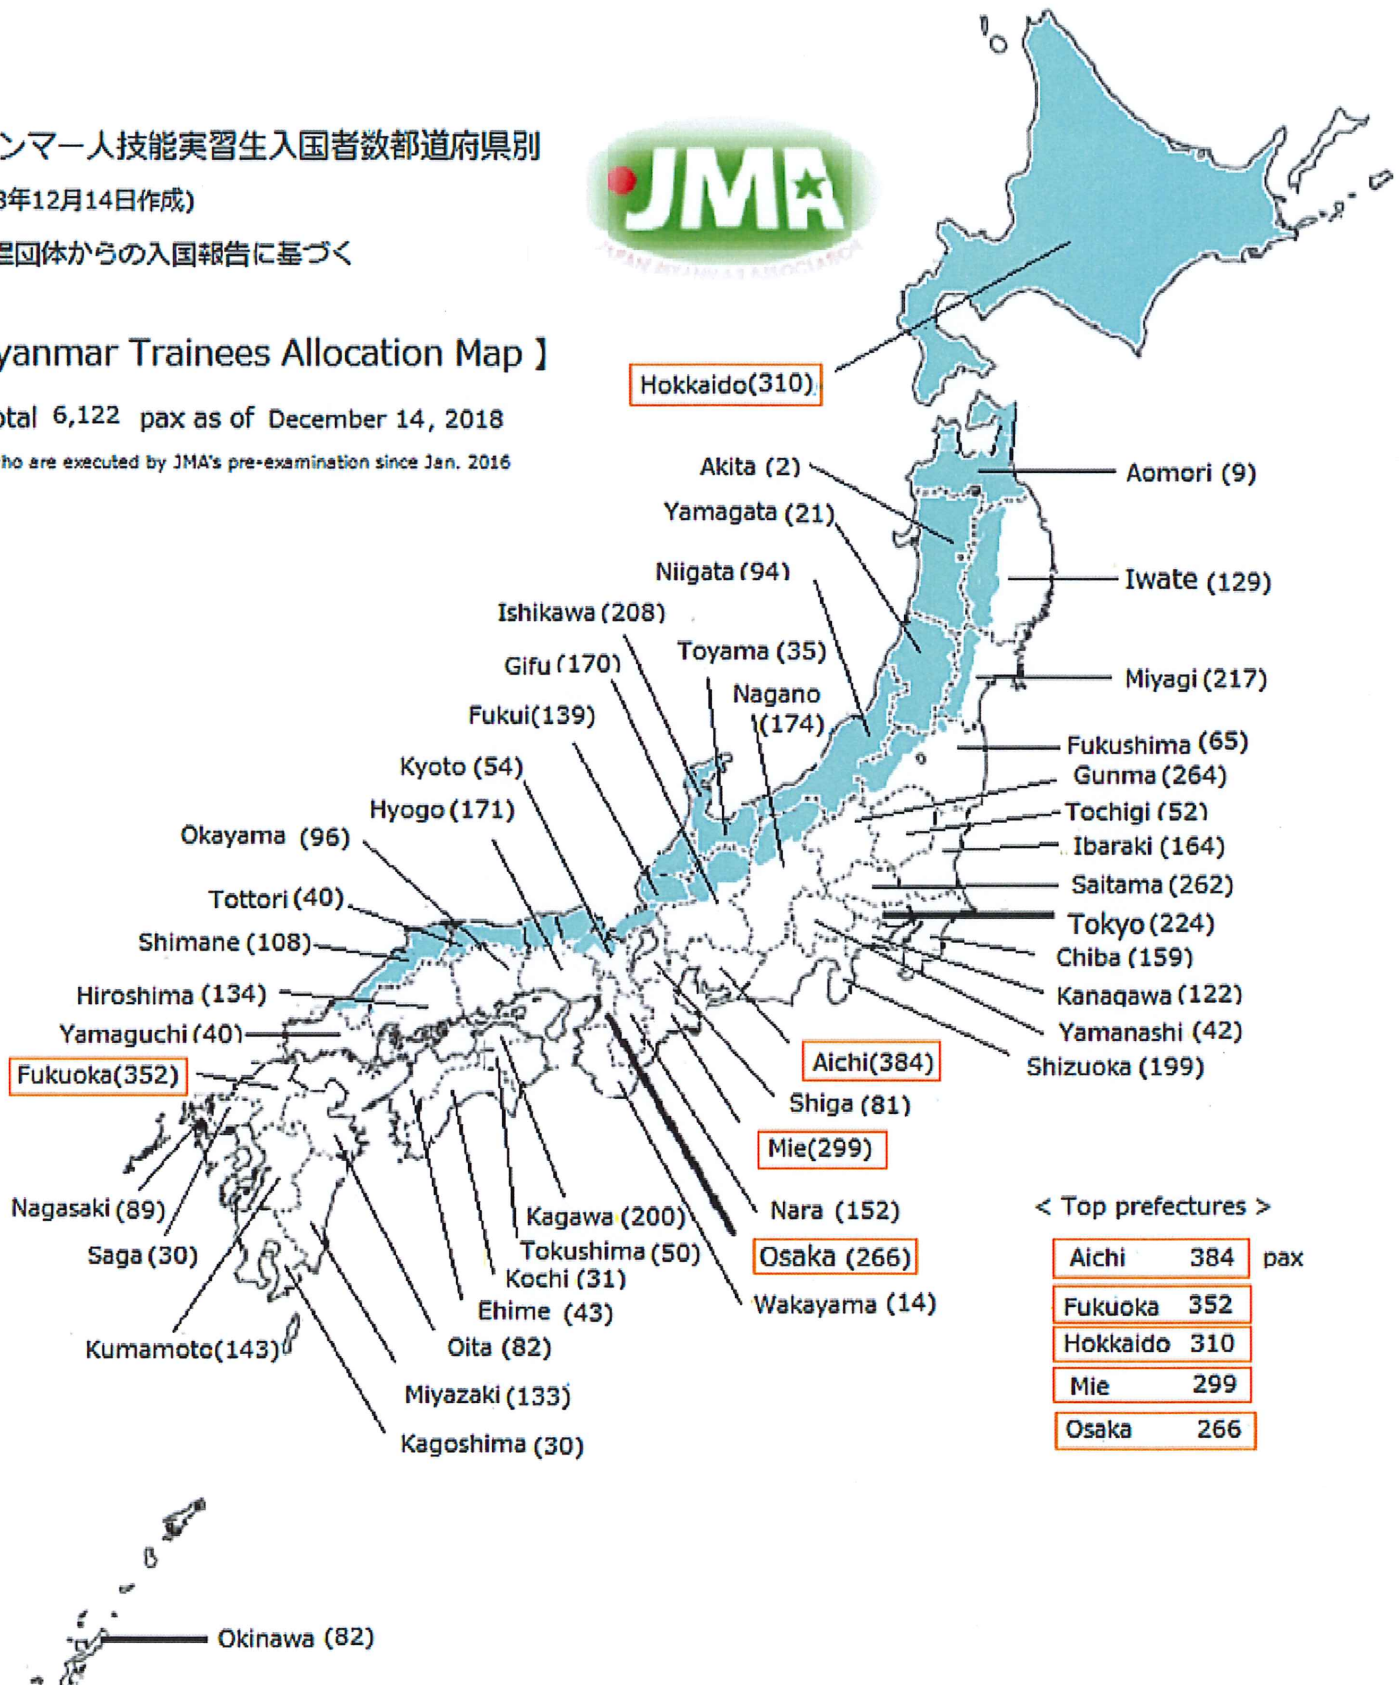 ンマー人技能実習生入国者数都道府県別
8年12月14日作成)
理団体からの入国報告に基づく
JMA
JAPAN MYANMAR ASSOCIATION
yanmar Trainees Allocation Map 】
otal 6,122 pax as of December 14, 2018
ho are executed by JMA's pre-examination since Jan. 2016
Hokkaido(310)
Akita (2)
Aomori (9)
Yamagata (21)
Niigata (94)
Iwate (129)
Ishikawa (208)
Toyama (35)
Gifu (170)
Miyagi (217)
Nagano
(174)
Fukui(139)
Fukushima (65)
Kyoto (54)
Gunma (264)
Hyogo (171)
Tochigi (52)
Okayama (96)
Ibaraki (164)
Saitama (262)
Tottori (40)
Tokyo (224)
Shimane (108)
Chiba (159)
Hiroshima (134)
Kanagawa (122)
Yamaguchi (40)
Yamanashi (42)
Aichi(384)
Shizuoka (199)
Fukuoka(352)
Shiga (81)
Mie(299)
Nagasaki (89)
Nara (152)
< Top prefectures >
Kagawa (200)
Saga (30)
Tokushima (50)
Osaka (266)
Aichi 384 pax
Kochi (31)
Ehime (43)
Wakayama (14)
Fukuoka 352
Kumamoto(143)
Oita (82)
Hokkaido 310
Miyazaki (133)
Mie 299
Kagoshima (30)
Osaka 266
Okinawa (82)